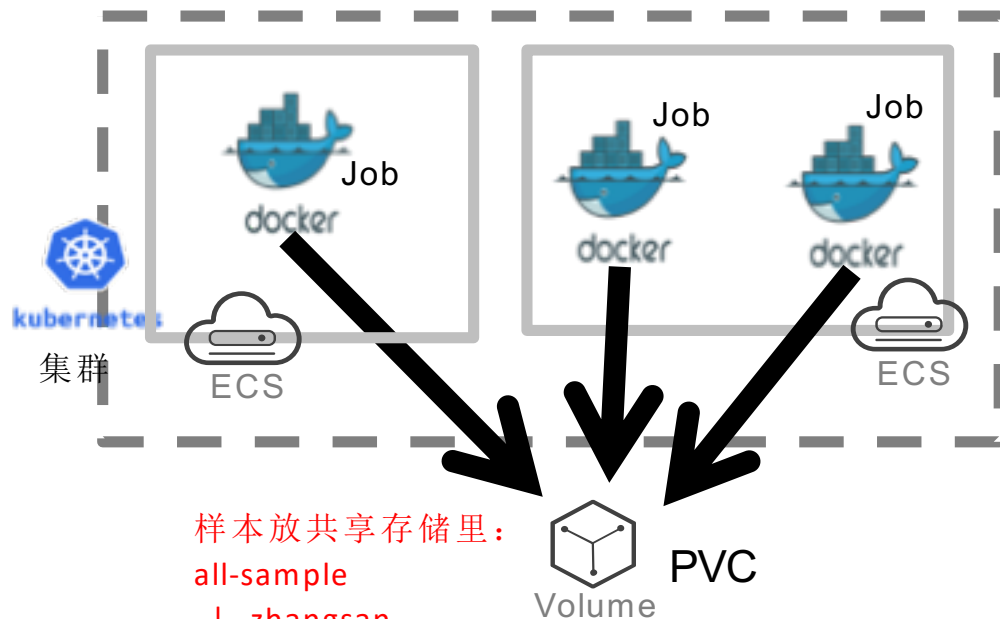 Job
Job
Job
docker
docker
docker
kubernetes
集群
ECS
ECS
样本放共享存储里:
all-sample
PVC
|- zhangsan
Volume